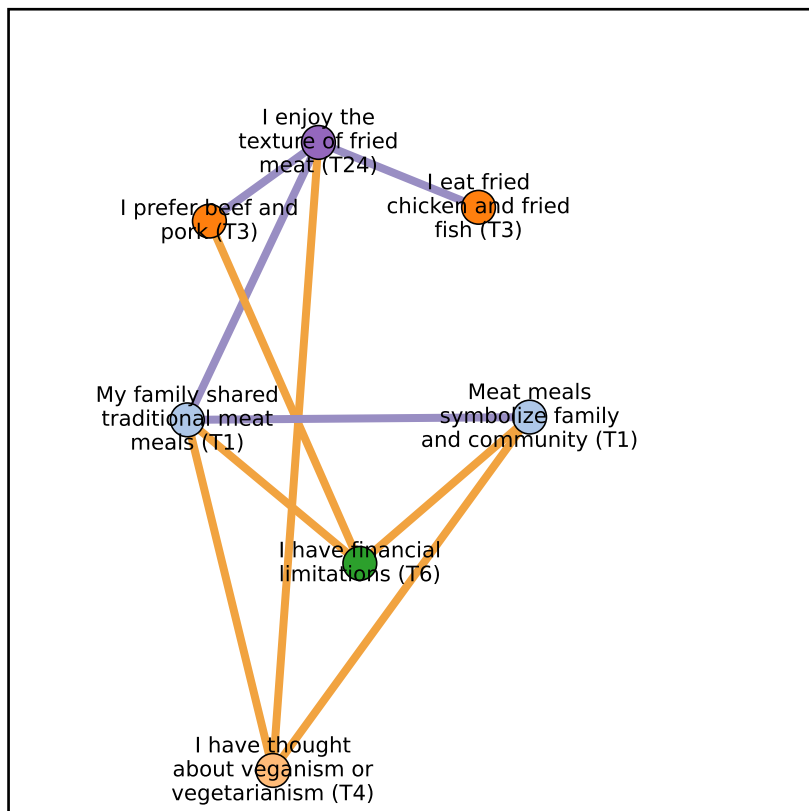 I enjoy the
texture of fried
meat (T24)
I eat fried
chicken and fried
fish (T3)
I prefer beef and
pork (T3)
My family shared
traditional meat
meals (T1)
Meat meals
symbolize family
and community (T1)
I have financial
limitations (T6)
I have thought
about veganism or
vegetarianism (T4)